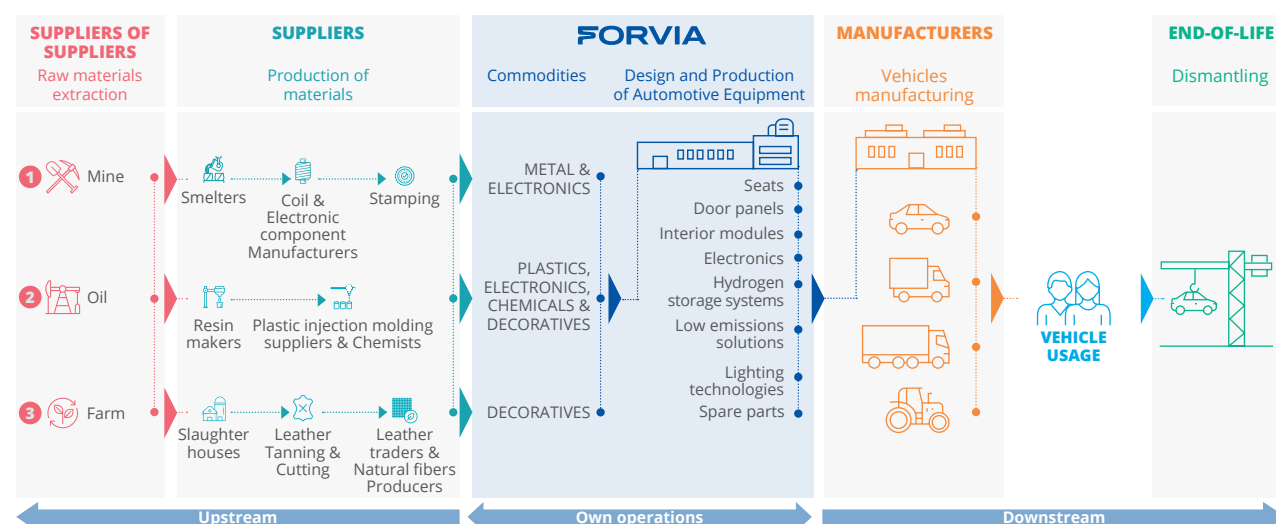 SUPPLIERS OF
SUPPLIERS
Raw materials
extraction
SUPPLIERS
Production of
materials
FORVIA
Commodities
Design and Production
of Automotive Equipment
MANUFACTURERS
Vehicles
manufacturing
END-OF-LIFE
Dismantling
1 Mine
Smelters
Coil &
Electronic
component
Manufacturers
Stamping
METAL &
ELECTRONICS
2 Oil
Resin
makers
Plastic injection molding
suppliers & Chemists
PLASTICS,
ELECTRONICS,
CHEMICALS &
DECORATIVES
3 Farm
Slaughter
houses
Leather
Tanning &
Cutting
Leather
traders &
Natural fibers
Producers
DECORATIVES
Seats
Door panels
Interior modules
Electronics
Hydrogen
storage systems
Low emissions
solutions
Lighting
technologies
Spare parts
VEHICLE
USAGE
Upstream
Own operations
Downstream